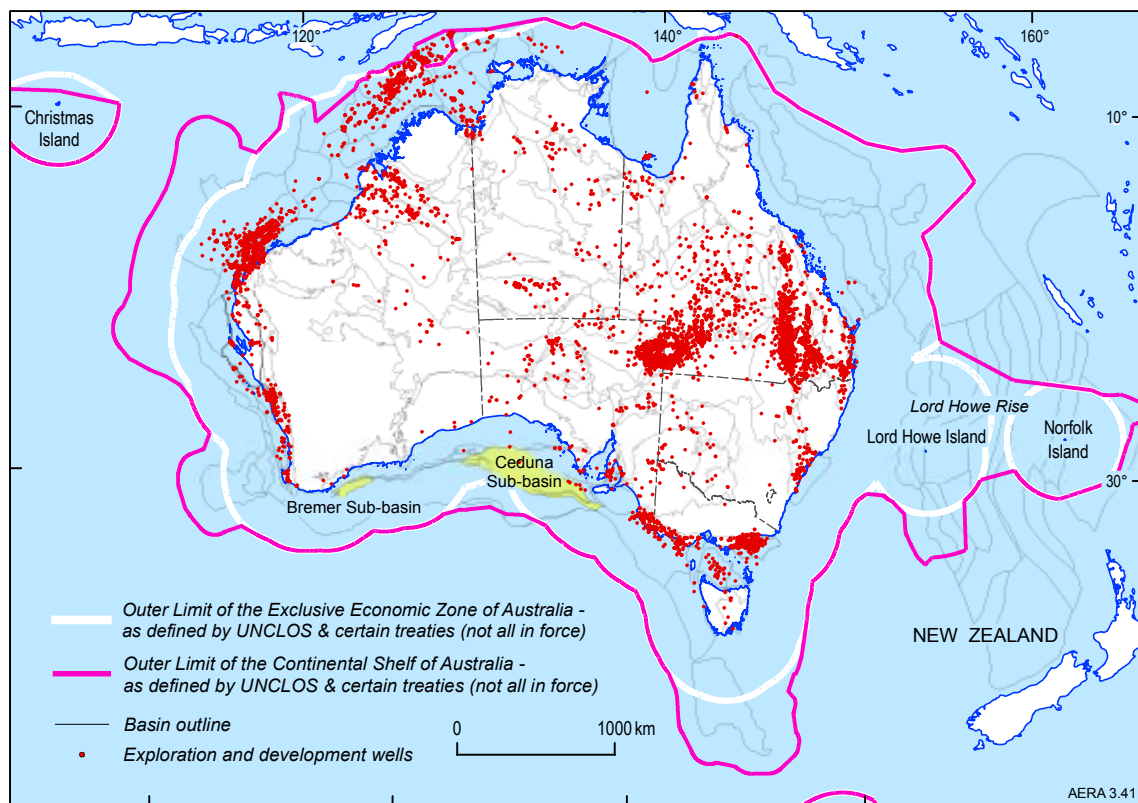 120°
140°
160°
Christmas
Island
10°
Lord Howe Rise
Lord Howe Island
Norfolk
Island
Ceduna
Sub-basin
30°
Bremer Sub-basin
Outer Limit of the Exclusive Economic Zone of Australia -
as defined by UNCLOS & certain treaties (not all in force)
NEW ZEALAND
Outer Limit of the Continental Shelf of Australia -
as defined by UNCLOS & certain treaties (not all in force)
Basin outline
0
1000 km
Exploration and development wells
AERA 3.41